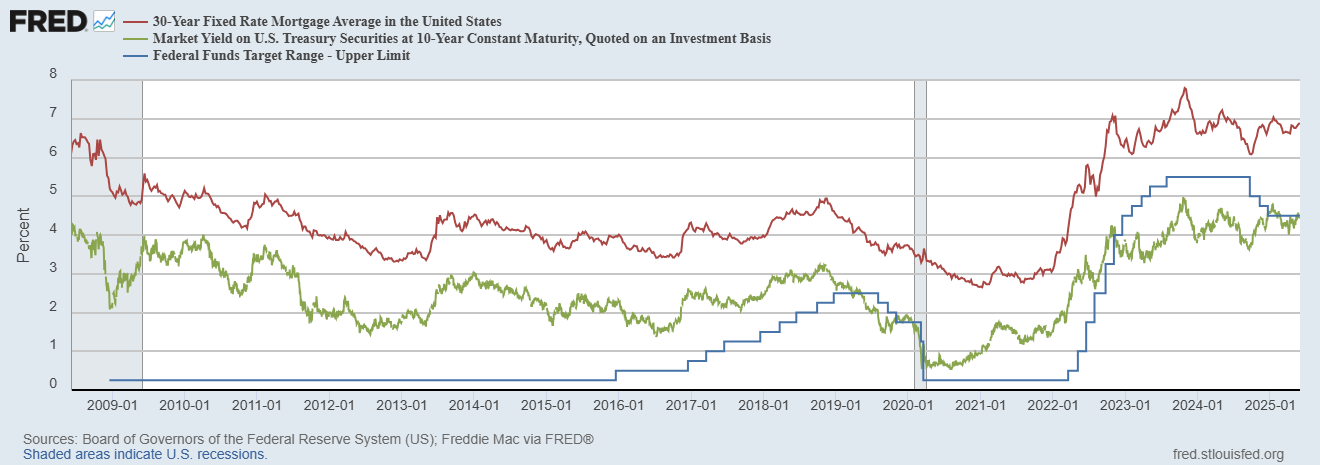 FRED
30-Year Fixed Rate Mortgage Average in the United States
Market Yield on U.S. Treasury Securities at 10-Year Constant Maturity, Quoted on an Investment Basis
Federal Funds Target Range - Upper Limit
8
7
6
5
4
3
2
1
0
Percent
2009-01 2010-01 2011-01 2012-01 2013-01 2014-01 2015-01 2016-01 2017-01 2018-01 2019-01 2020-01 2021-01 2022-01 2023-01 2024-01 2025-01
Sources: Board of Governors of the Federal Reserve System (US); Freddie Mac via FRED®
Shaded areas indicate U.S. recessions.
fred.stlouisfed.org